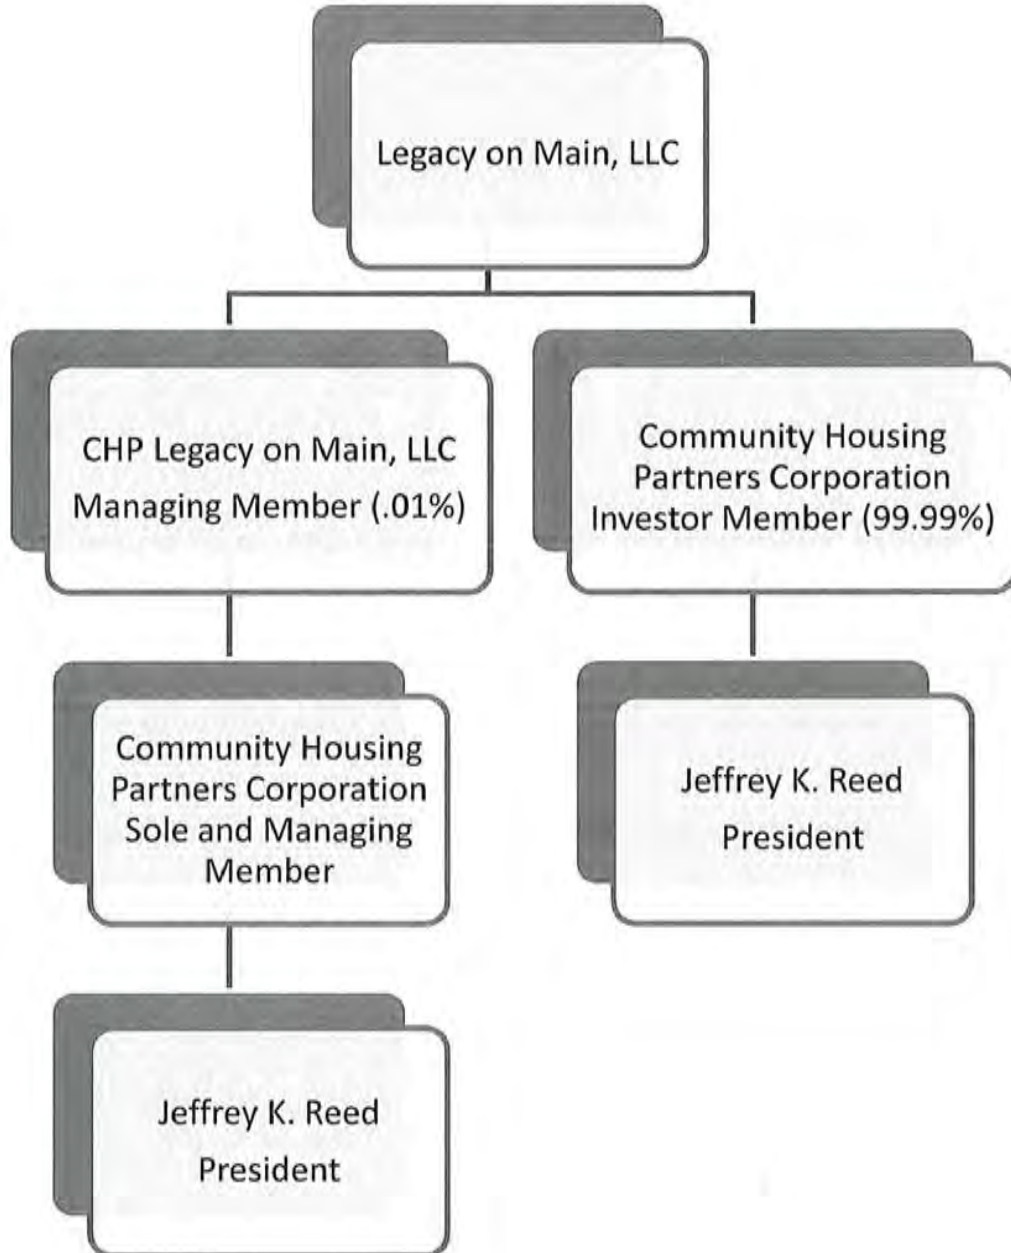 Legacy on Main, LLC
CHP Legacy on Main, LLC
Managing Member (.01%)
Community Housing
Partners Corporation
Investor Member (99.99%)
Community Housing
Partners Corporation
Sole and Managing
Member
Jeffrey K. Reed
President
Jeffrey K. Reed
President